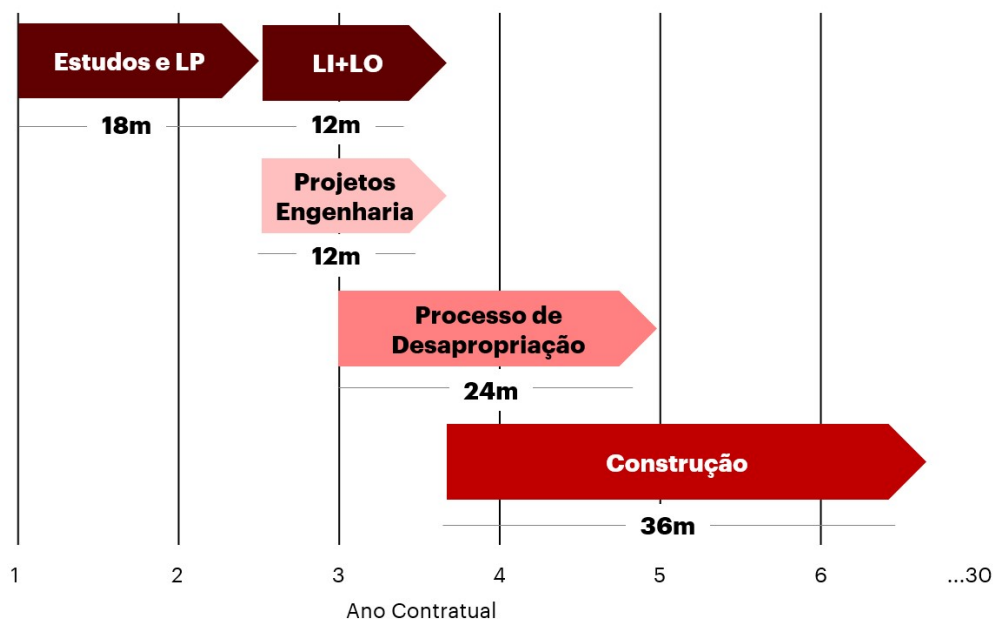 Estudos e LP
LI+LO
18m
12m
Projetos
Engenharia
12m
Processo de
Desapropriação
24m
Construção
36m
1 2 3 4 5 6 ...30
Ano Contratual